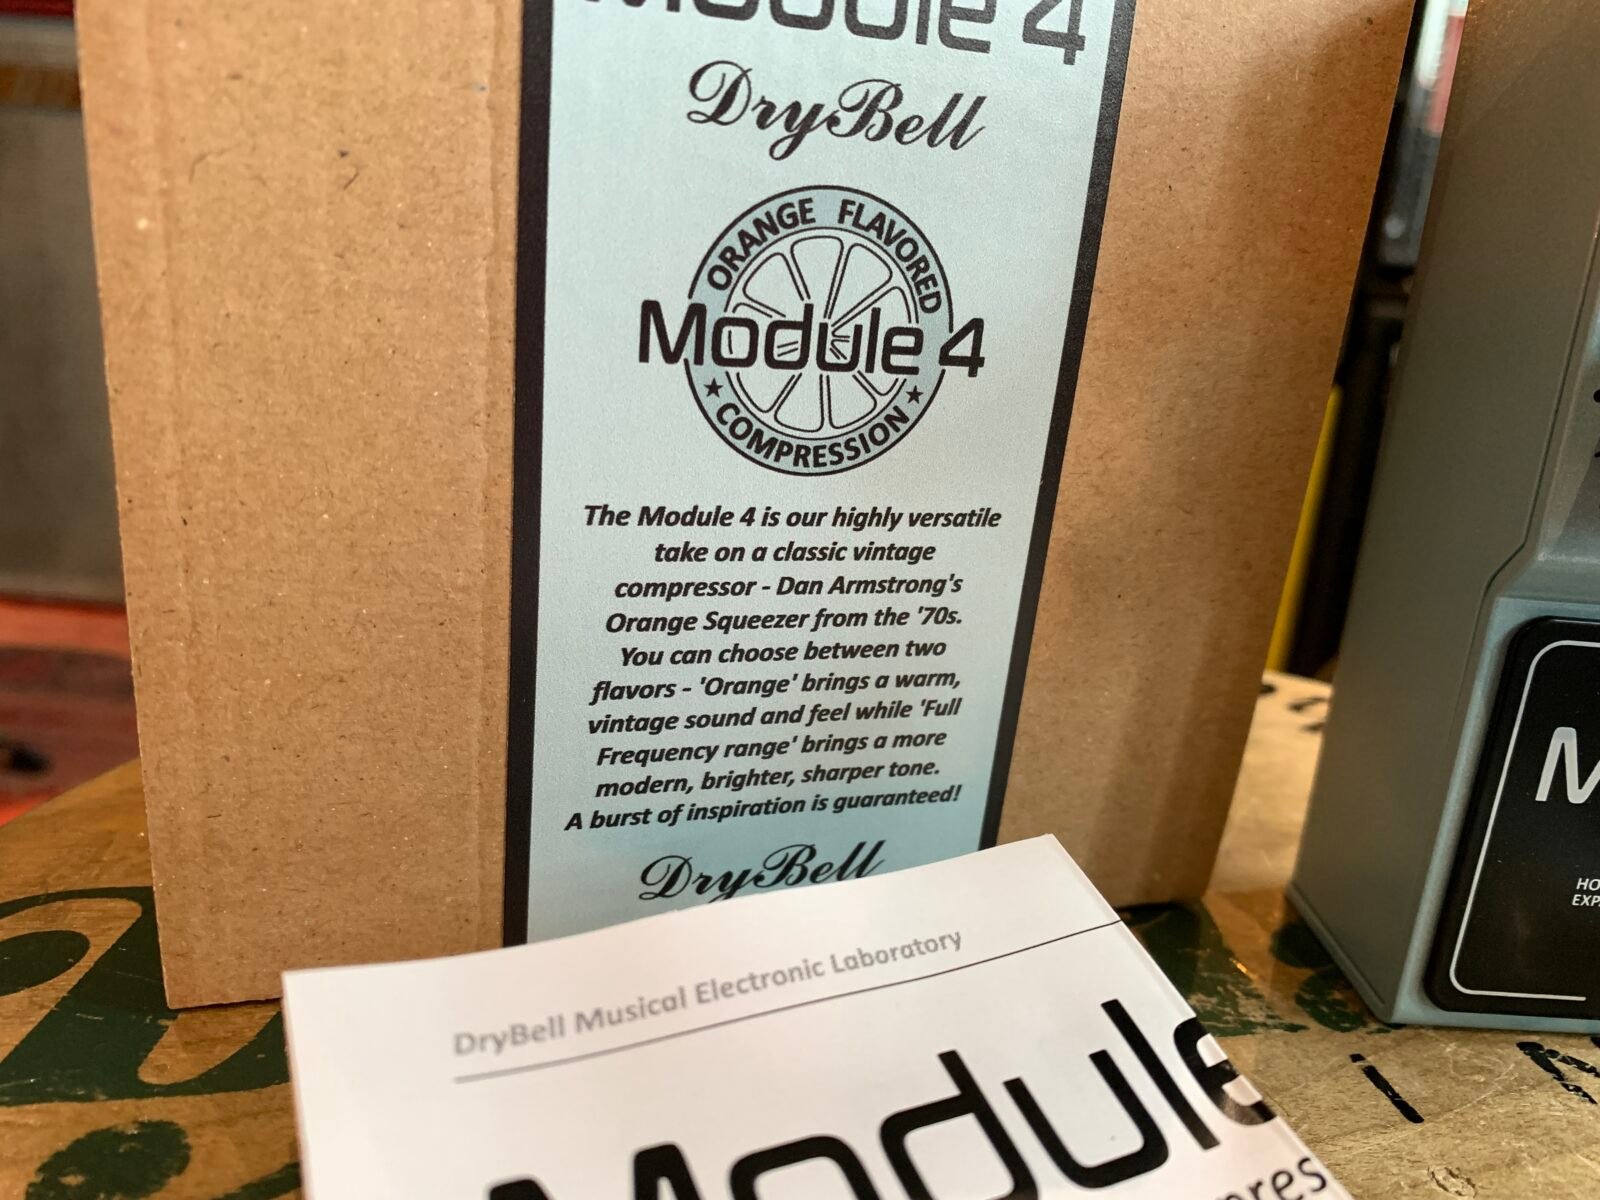 Module 4
DryBell
ORANGE FLAVORED
Module 4
COMPRESSION
The Module 4 is our highly versatile
take on a classic vintage
compressor - Dan Armstrong's
Orange Squeezer from the '70s.
You can choose between two
flavors - 'Orange' brings a warm,
vintage sound and feel while 'Full
Frequency range' brings a more
modern, brighter, sharper tone.
A burst of inspiration is guaranteed!
DryBell
DryBell Musical Electronic Laboratory
Module